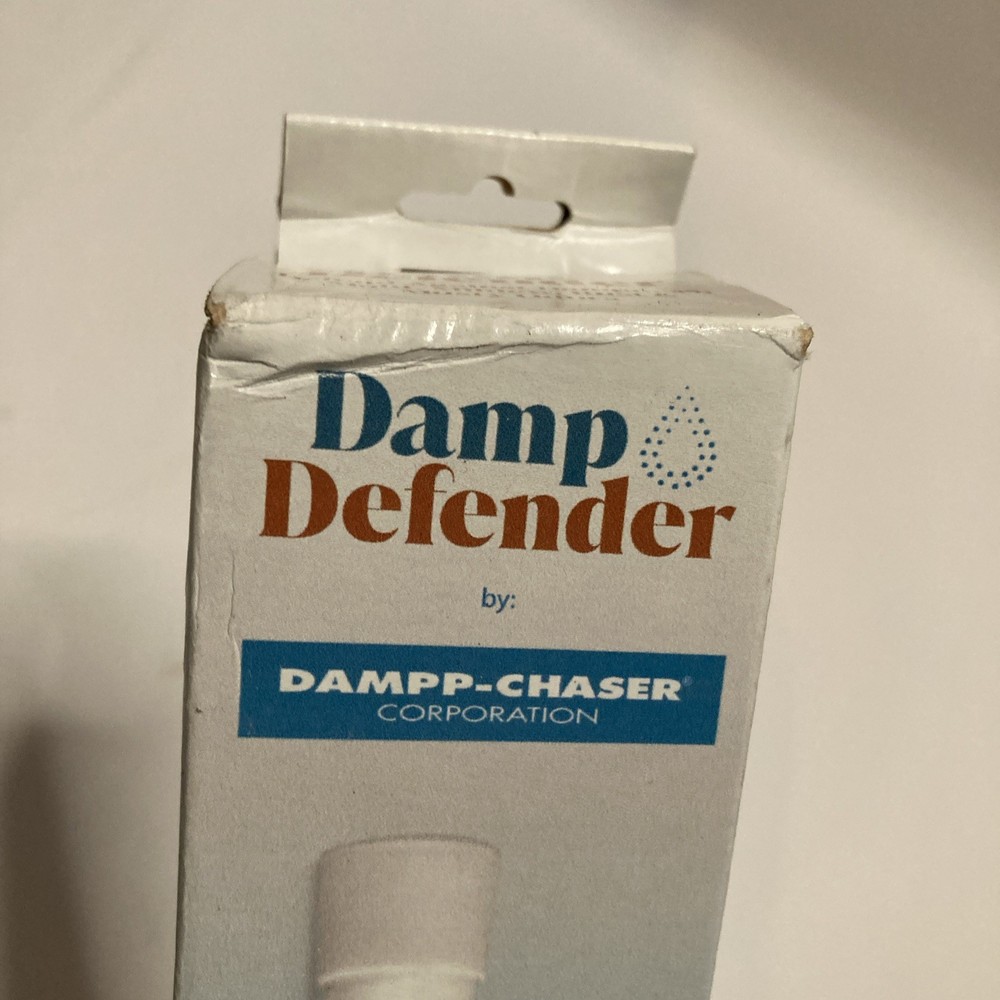 Damp
Defender
by:
DAMPP-CHASER®
CORPORATION